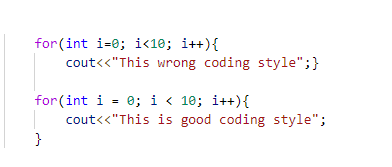 for(int i=0; i<10; i++){
    cout<<"This wrong coding style";}
for(int i = 0; i < 10; i++){
    cout<<"This is good coding style";
}